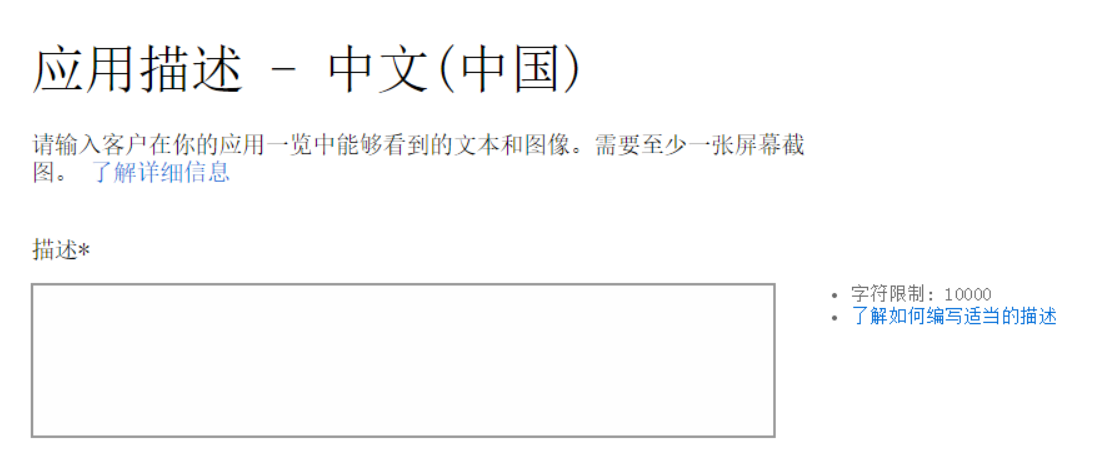 应用描述 - 中文(中国)
请输入客户在你的应用一览中能够看到的文本和图像。需要至少一张屏幕截
图。 了解详细信息
描述*
• 字符限制: 10000
• 了解如何编写适当的描述